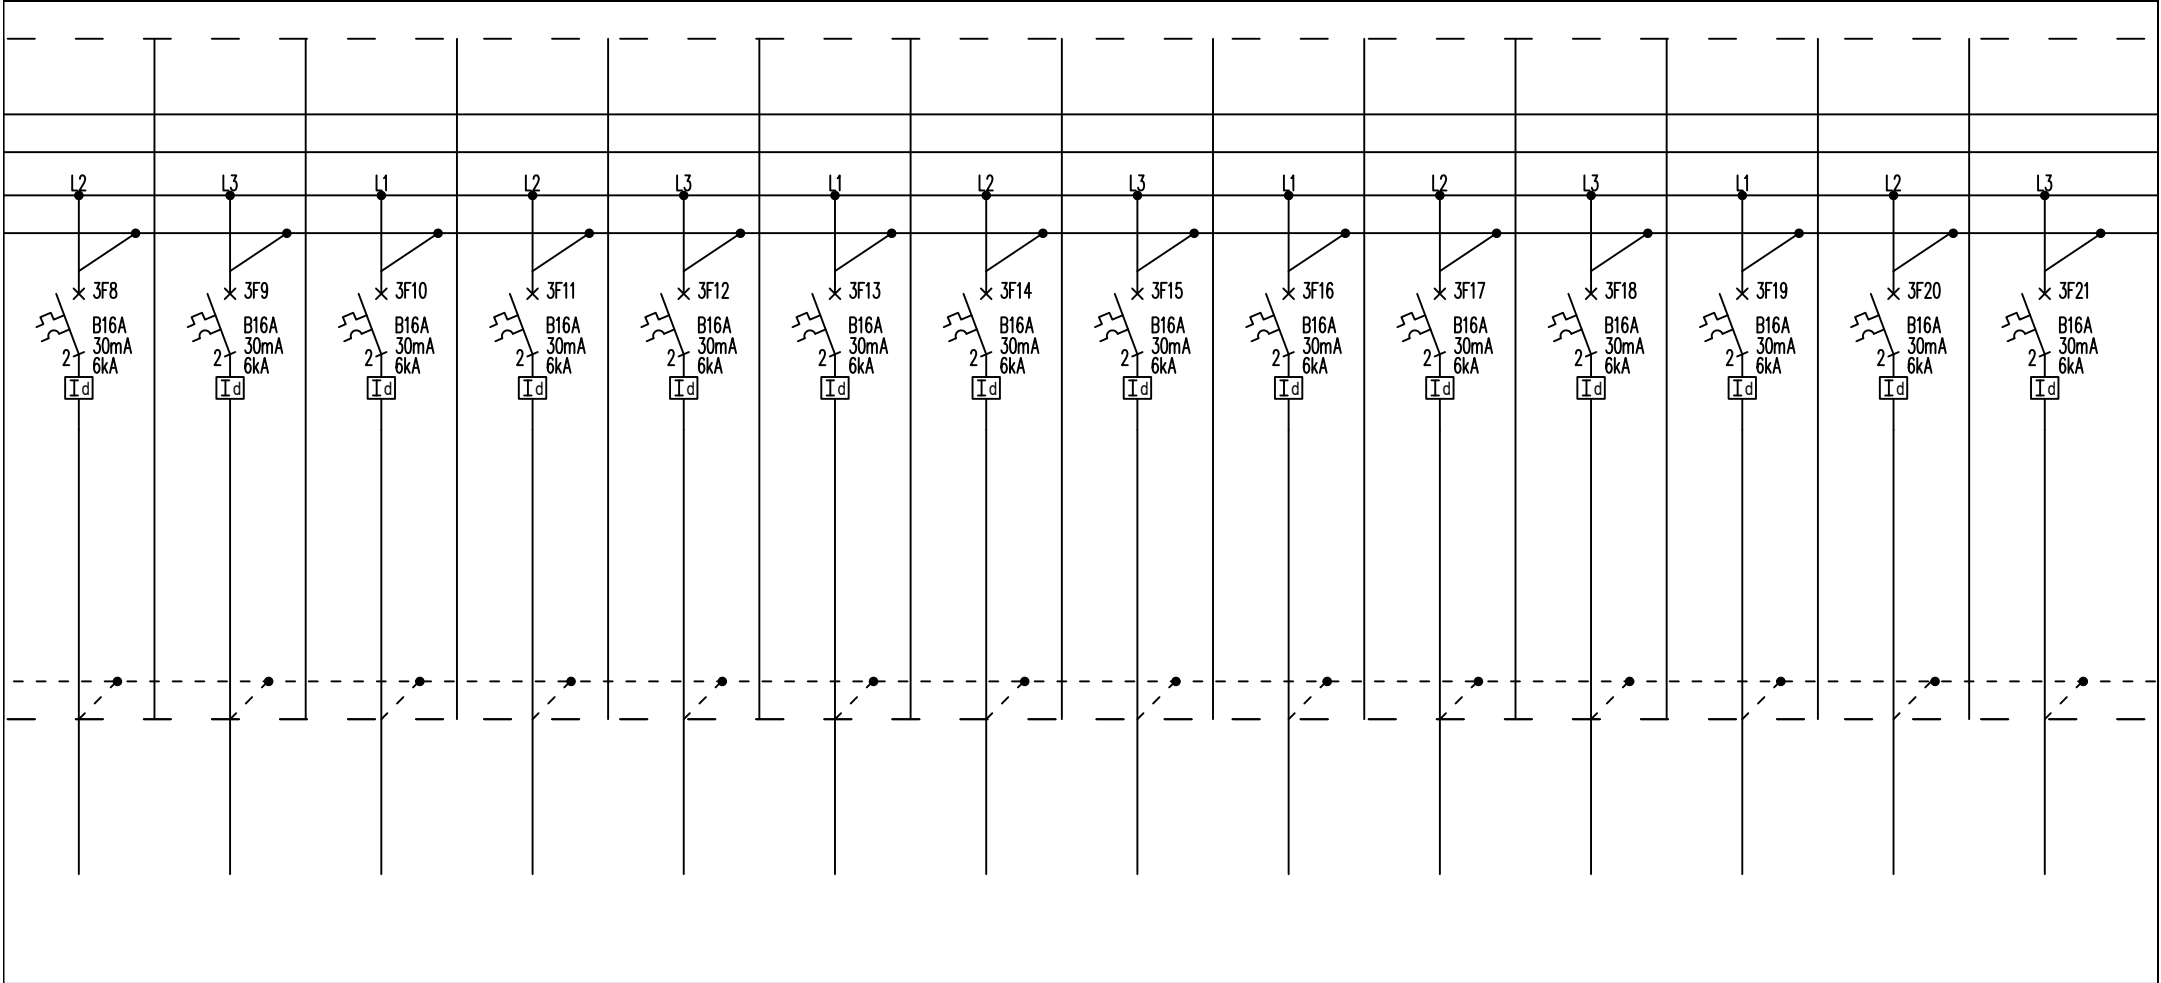 L2 L3 L1 L2 L3 L1 L2 L3 L1 L2 L3 L1 L2 L3
3F8 3F9 3F10 3F11 3F12 3F13 3F14 3F15 3F16 3F17 3F18 3F19 3F20 3F21
B16A B16A B16A B16A B16A B16A B16A B16A B16A B16A B16A B16A B16A B16A
30mA 30mA 30mA 30mA 30mA 30mA 30mA 30mA 30mA 30mA 30mA 30mA 30mA 30mA
2 6kA 2 6kA 2 6kA 2 6kA 2 6kA 2 6kA 2 6kA 2 6kA 2 6kA 2 6kA 2 6kA 2 6kA 2 6kA 2 6kA
Id Id Id Id Id Id Id Id Id Id Id Id Id Id